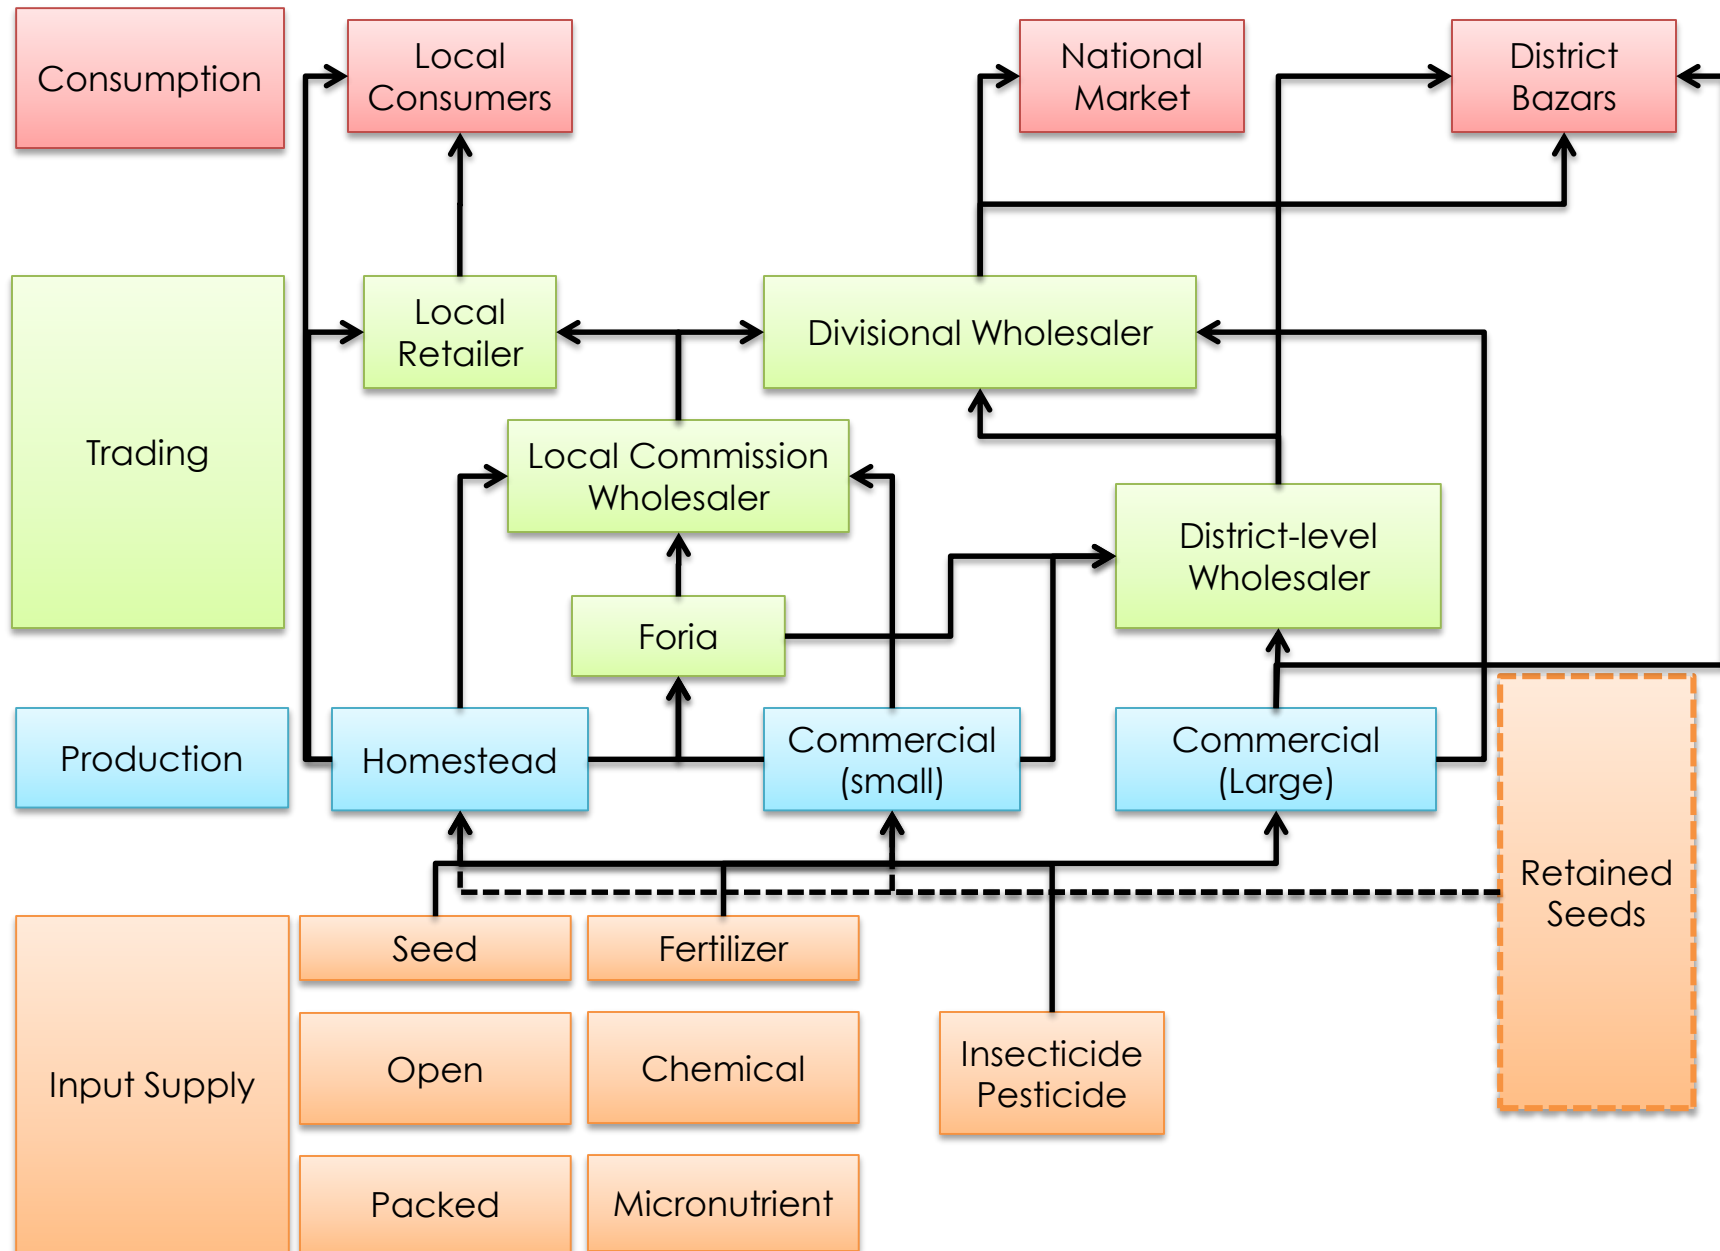 Consumption
Local
Consumers
National
Market
District
Bazars
Trading
Local
Retailer
Divisional Wholesaler
Local Commission
Wholesaler
District-level
Wholesaler
Foria
Production
Homestead
Commercial
(small)
Commercial
(Large)
Input Supply
Seed
Fertilizer
Retained
Seeds
Open
Chemical
Insecticide
Pesticide
Packed
Micronutrient